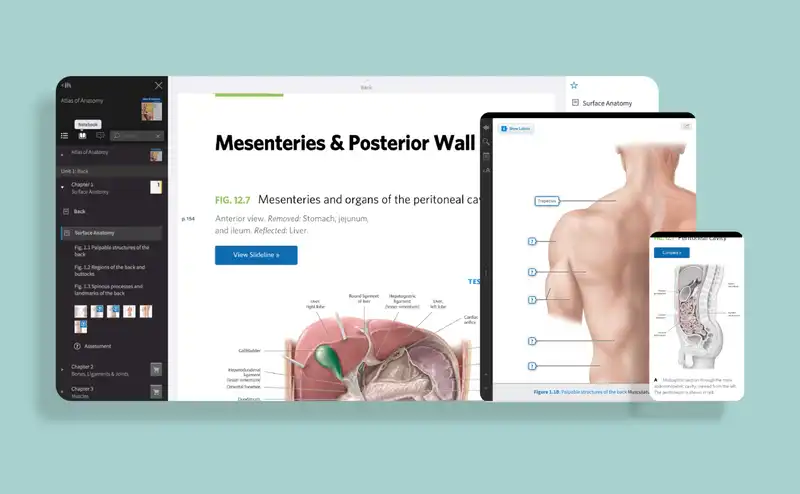 Atlas of Anatomy
Notebook
Atlas of Anatomy
Unit 1: Back
Chapter 1
Surface Anatomy
Back
Surface Anatomy
Fig. 1.1 Palpable structures of the
back
Fig. 1.2 Regions of the back and
buttocks
Fig. 1.3 Spinous processes and
landmarks of the back
Assessment
Chapter 2
Bones, Ligaments & Joints
Chapter 3
Muscles
Back
Mesenteries & Posterior Wall
FIG. 12.7 Mesenteries and organs of the peritoneal cav
p. 154
Anterior view. Removed: Stomach, jejunum,
and ileum. Reflected: Liver.
View Slideline »
TES
Liver,
right lobe
Round ligament
of liver
Hepatogastric
ligament
(lesser omentum)
Liver,
left lobe
Cardiac
orifice
Gallbladder
Hepatoduodenal
ligament
(lesser omentum)
Omental foramen
Duodenum
Surface Anatomy
Show Labels
Trapezius
?
?
?
?
?
Figure 1.1B: Palpable structures of the back Musculatu
FIG. 12.7 Peritoneal Cavity
A Midsagittal section through the male
abdominopelvic cavity, viewed from the left.
The peritoneum is shown in red.